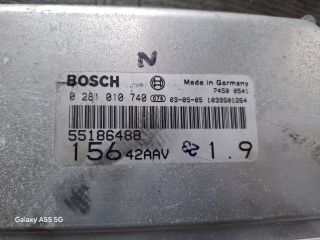 N
BOSCH Made in Germany
7450 0541
0 281 010 740 070 03-05-05 1039S01264
55186488
156 42AAV 1.9
Galaxy A55 5G